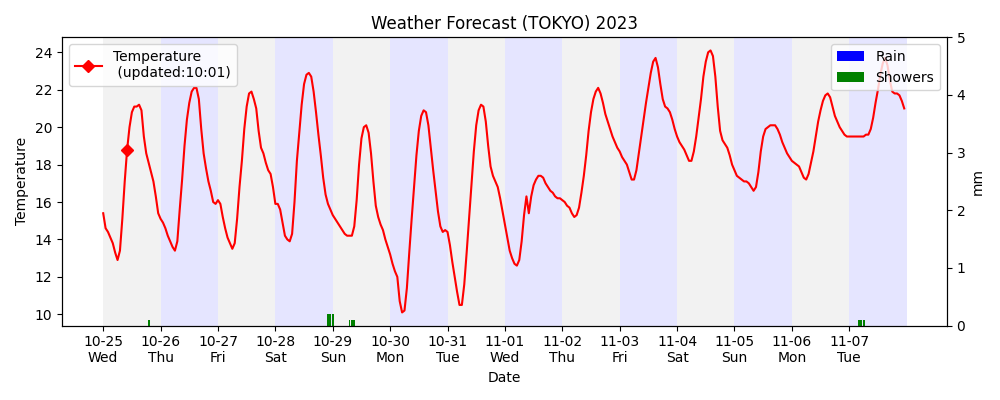 Weather Forecast (TOKYO) 2023
Temperature
(updated:10:01)
Rain
Showers
Temperature
24
22
20
18
16
14
12
10
5
4
3
2
1
0
mm
10-25 10-26 10-27 10-28 10-29 10-30 10-31 11-01 11-02 11-03 11-04 11-05 11-06 11-07
Wed Thu Fri Sat Sun Mon Tue Wed Thu Fri Sat Sun Mon Tue
Date